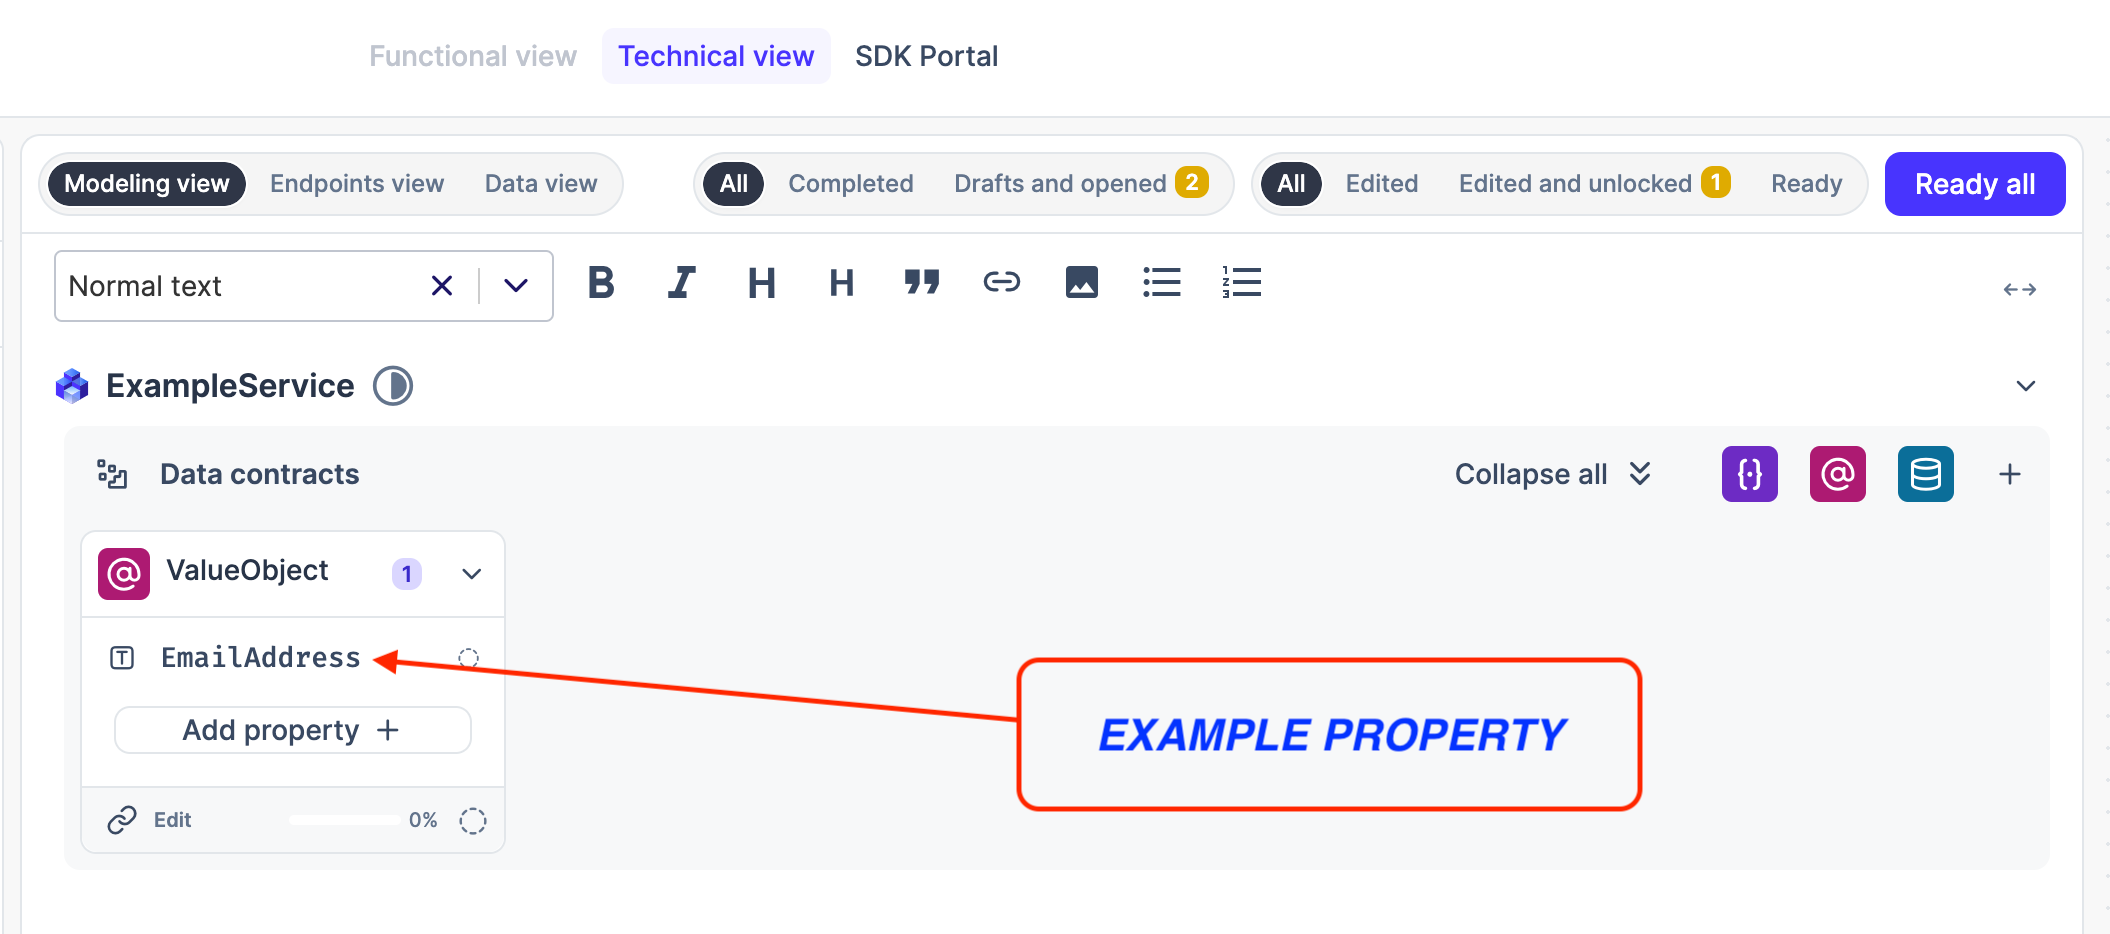 Functional view Technical view SDK Portal
Modeling view Endpoints view Data view All Completed Drafts and opened 2 All Edited Edited and unlocked 1 Ready Ready all
Normal text B I H H
ExampleService
Data contracts Collapse all
ValueObject 1
EmailAddress
EXAMPLE PROPERTY
Add property +
Edit 0%